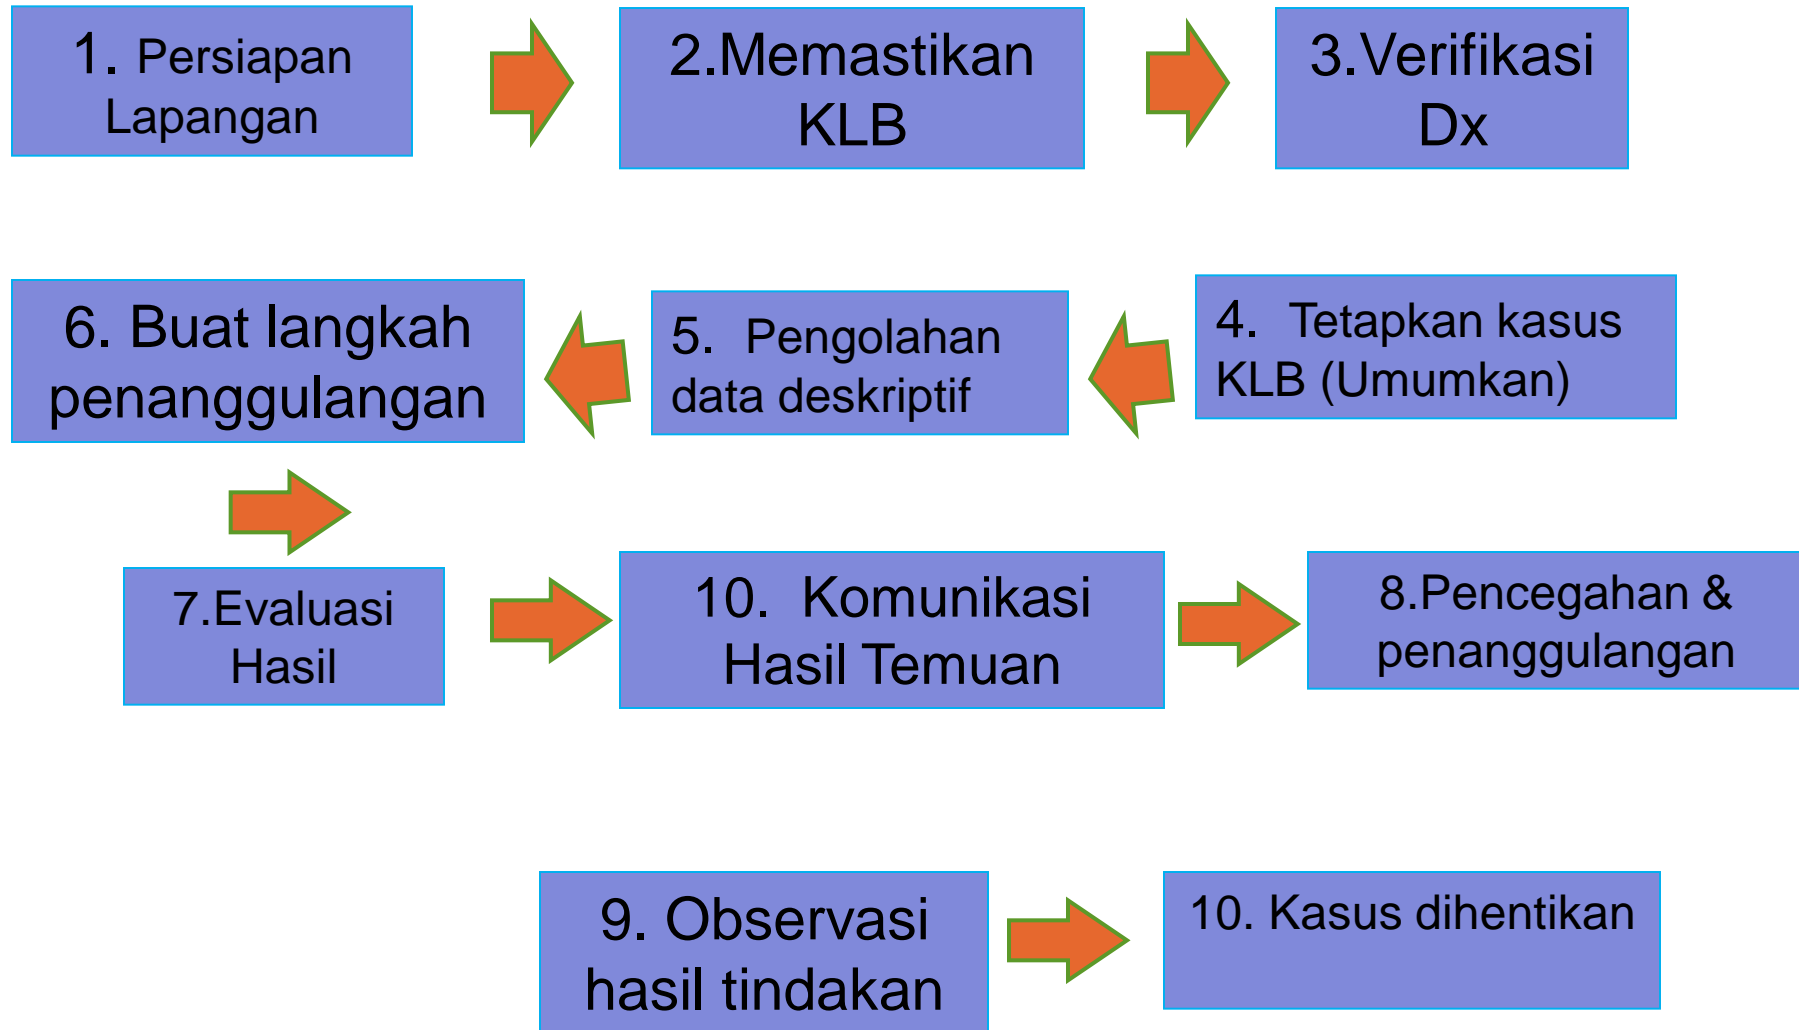 1. Persiapan
Lapangan
2.Memastikan
KLB
3.Verifikasi
Dx
4. Tetapkan kasus
KLB (Umumkan)
5. Pengolahan
data deskriptif
6. Buat langkah
penanggulangan
7.Evaluasi
Hasil
10. Komunikasi
Hasil Temuan
8.Pencegahan &
penanggulangan
9. Observasi
hasil tindakan
10. Kasus dihentikan